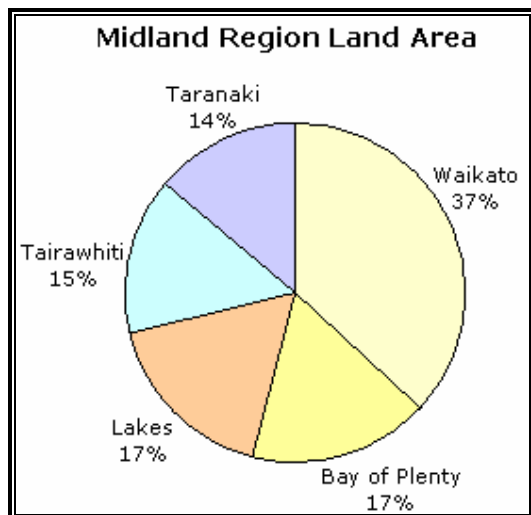 Midland Region Land Area
Taranaki
14%
Waikato
37%
Tairawhiti
15%
Lakes
17%
Bay of Plenty
17%